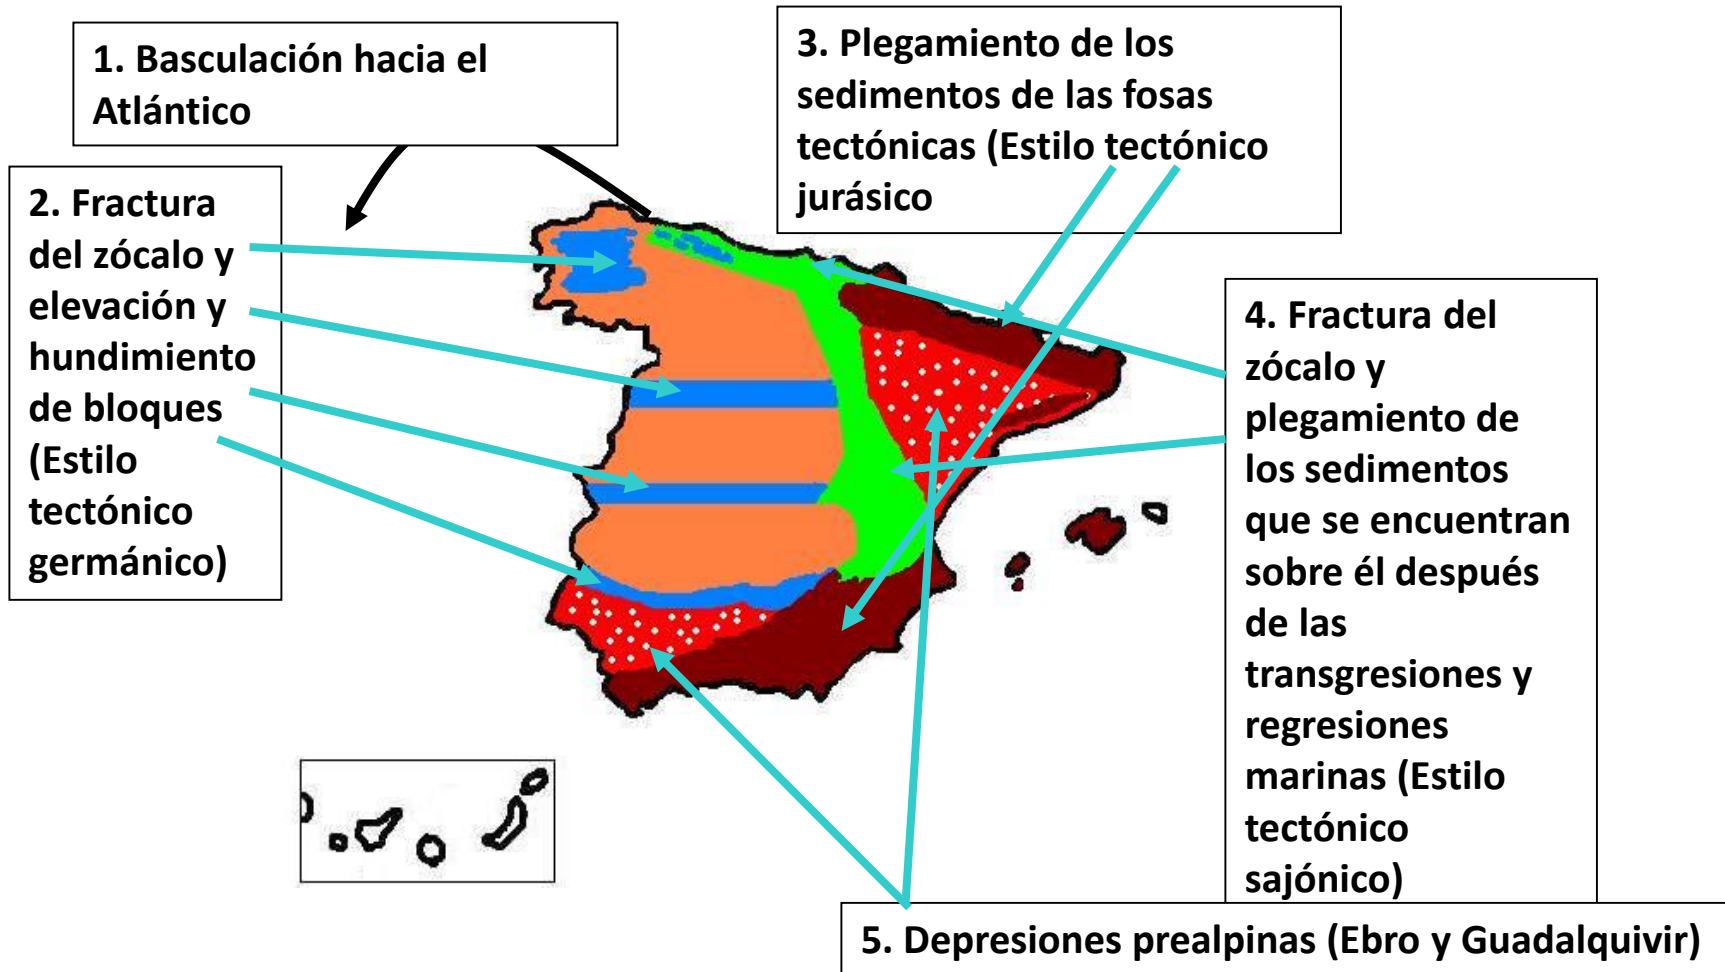 1. Basculación hacia el
Atlántico
2. Fractura
del zócalo y
elevación y
hundimiento
de bloques
(Estilo
tectónico
germánico)
3. Plegamiento de los
sedimentos de las fosas
tectónicas (Estilo tectónico
jurásico
4. Fractura del
zócalo y
plegamiento de
los sedimentos
que se encuentran
sobre él después
de las
transgresiones y
regresiones
marinas (Estilo
tectónico
sajónico)
5. Depresiones prealpinas (Ebro y Guadalquivir)